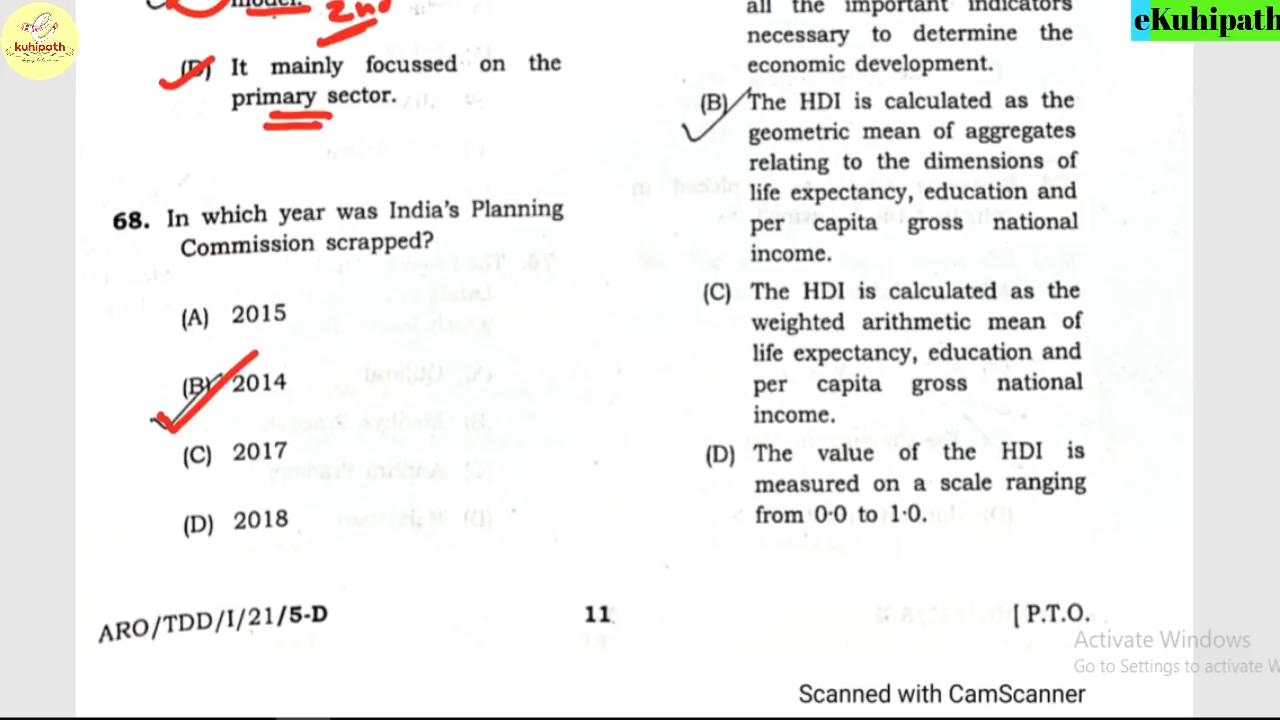 kuhipath
eKuhipath
model.
2nd
(D) It mainly focussed on the
primary sector.
68. In which year was India's Planning
Commission scrapped?
(A) 2015
(B) 2014
(C) 2017
(D) 2018
all the important indicators
necessary to determine the
economic development.
(B) The HDI is calculated as the
geometric mean of aggregates
relating to the dimensions of
life expectancy, education and
per capita gross national
income.
(C) The HDI is calculated as the
weighted arithmetic mean of
life expectancy, education and
per capita gross national
income.
(D) The value of the HDI is
measured on a scale ranging
from 0·0 to 1·0.
ARO/TDD/I/21/5-D
11
[ P.T.O.
Activate Windows
Go to Settings to activate W
Scanned with CamScanner